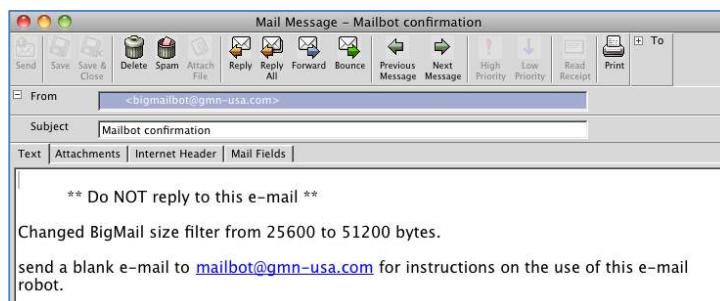 Mail Message – Mailbot confirmation
Send Save Save & Close Delete Spam Attach File Reply Reply All Forward Bounce Previous Message Next Message High Priority Low Priority Read Receipt Print To
From <bigmailbot@gmn-usa.com>
Subject Mailbot confirmation
Text Attachments Internet Header Mail Fields
** Do NOT reply to this e-mail **
Changed BigMail size filter from 25600 to 51200 bytes.
send a blank e-mail to mailbot@gmn-usa.com for instructions on the use of this e-mail
robot.